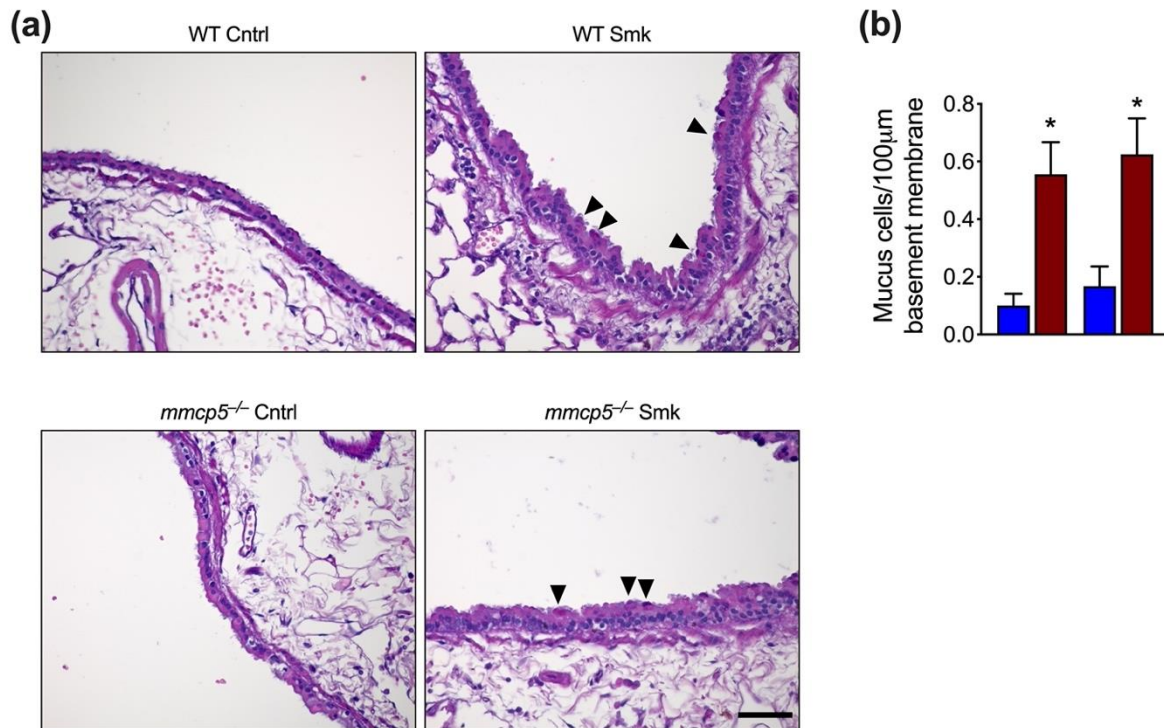 (a)
WT Cntrl
WT Smk
mmcp5–/– Cntrl
mmcp5–/– Smk
(b)
Mucus cells/100μm
basement membrane
0.8
0.6
0.4
0.2
0.0
*
*